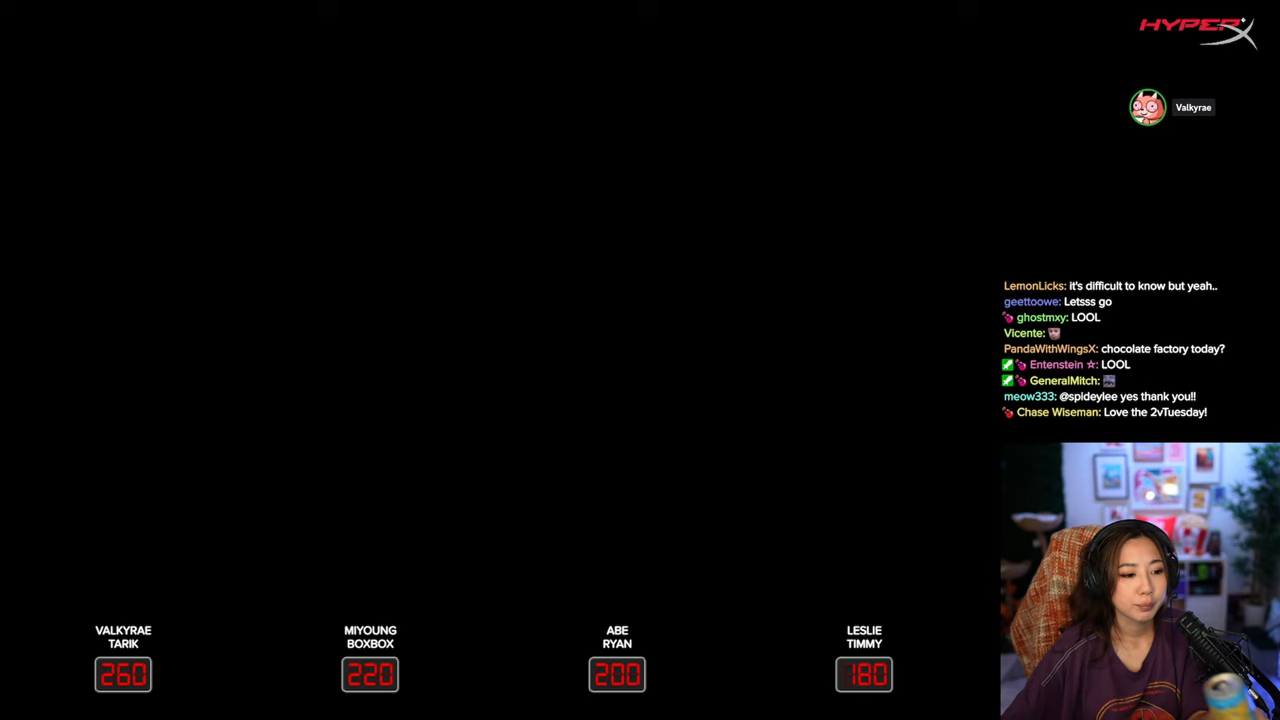 HYPERX
Valkyrae
LemonLicks: it's difficult to know but yeah..
geettoowe: Letsss go
ghostmxy: LOOL
Vicente:
PandaWithWingsX: chocolate factory today?
Entenstein ☆: LOOL
GeneralMitch:
meow333: @spideylee yes thank you!!
Chase Wiseman: Love the 2vTuesday!
VALKYRAE
TARIK
260
MIYOUNG
BOXBOX
220
ABE
RYAN
200
LESLIE
TIMMY
180